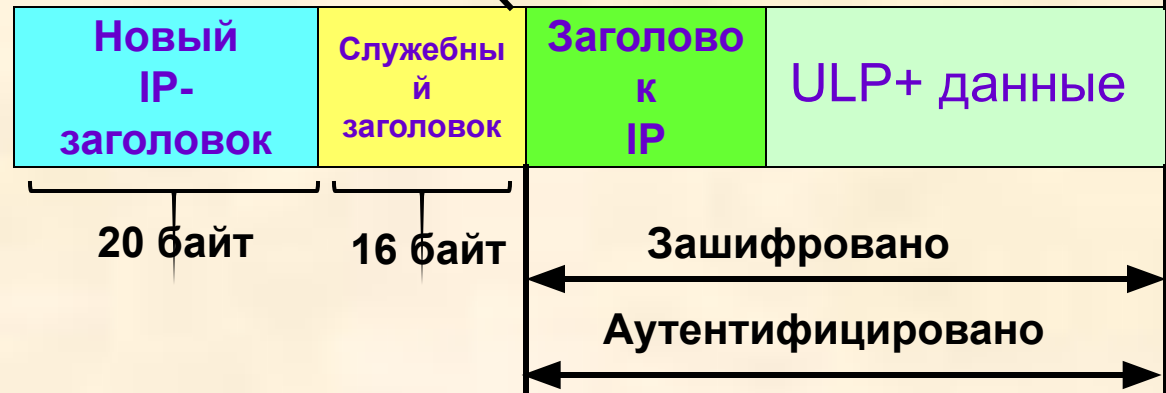 Новый
IP-
заголовок
Служебны
й
заголовок
Заголово
к
IP
ULP+ данные
20 байт
16 байт
Зашифровано
Аутентифицировано